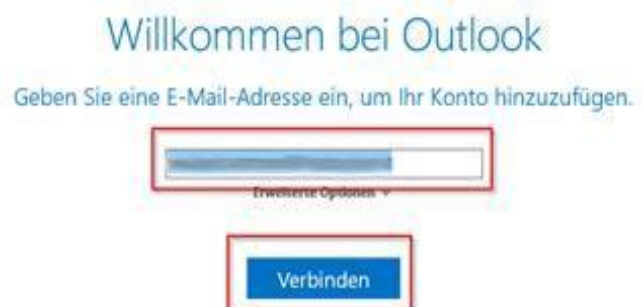 Willkommen bei Outlook
Geben Sie eine E-Mail-Adresse ein, um Ihr Konto hinzuzufügen.
Erweiterte Optionen
Verbinden